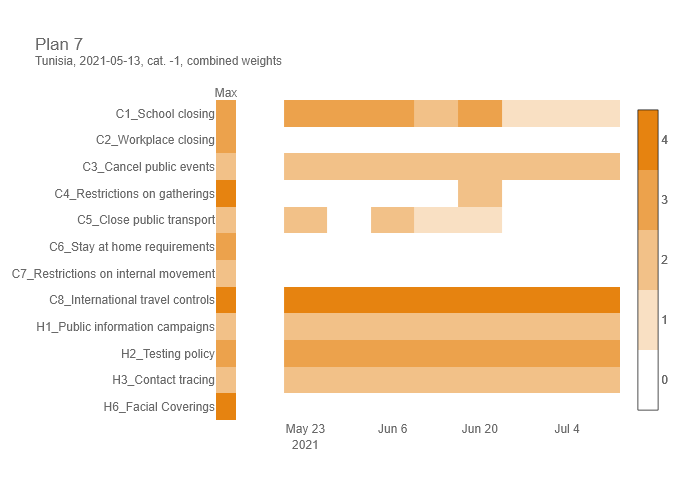 Plan 7
Tunisia, 2021-05-13, cat. -1, combined weights
Max
C1_School closing
C2_Workplace closing
C3_Cancel public events
C4_Restrictions on gatherings
C5_Close public transport
C6_Stay at home requirements
C7_Restrictions on internal movement
C8_International travel controls
H1_Public information campaigns
H2_Testing policy
H3_Contact tracing
H6_Facial Coverings
May 23
2021
Jun 6
Jun 20
Jul 4
4
3
2
1
0